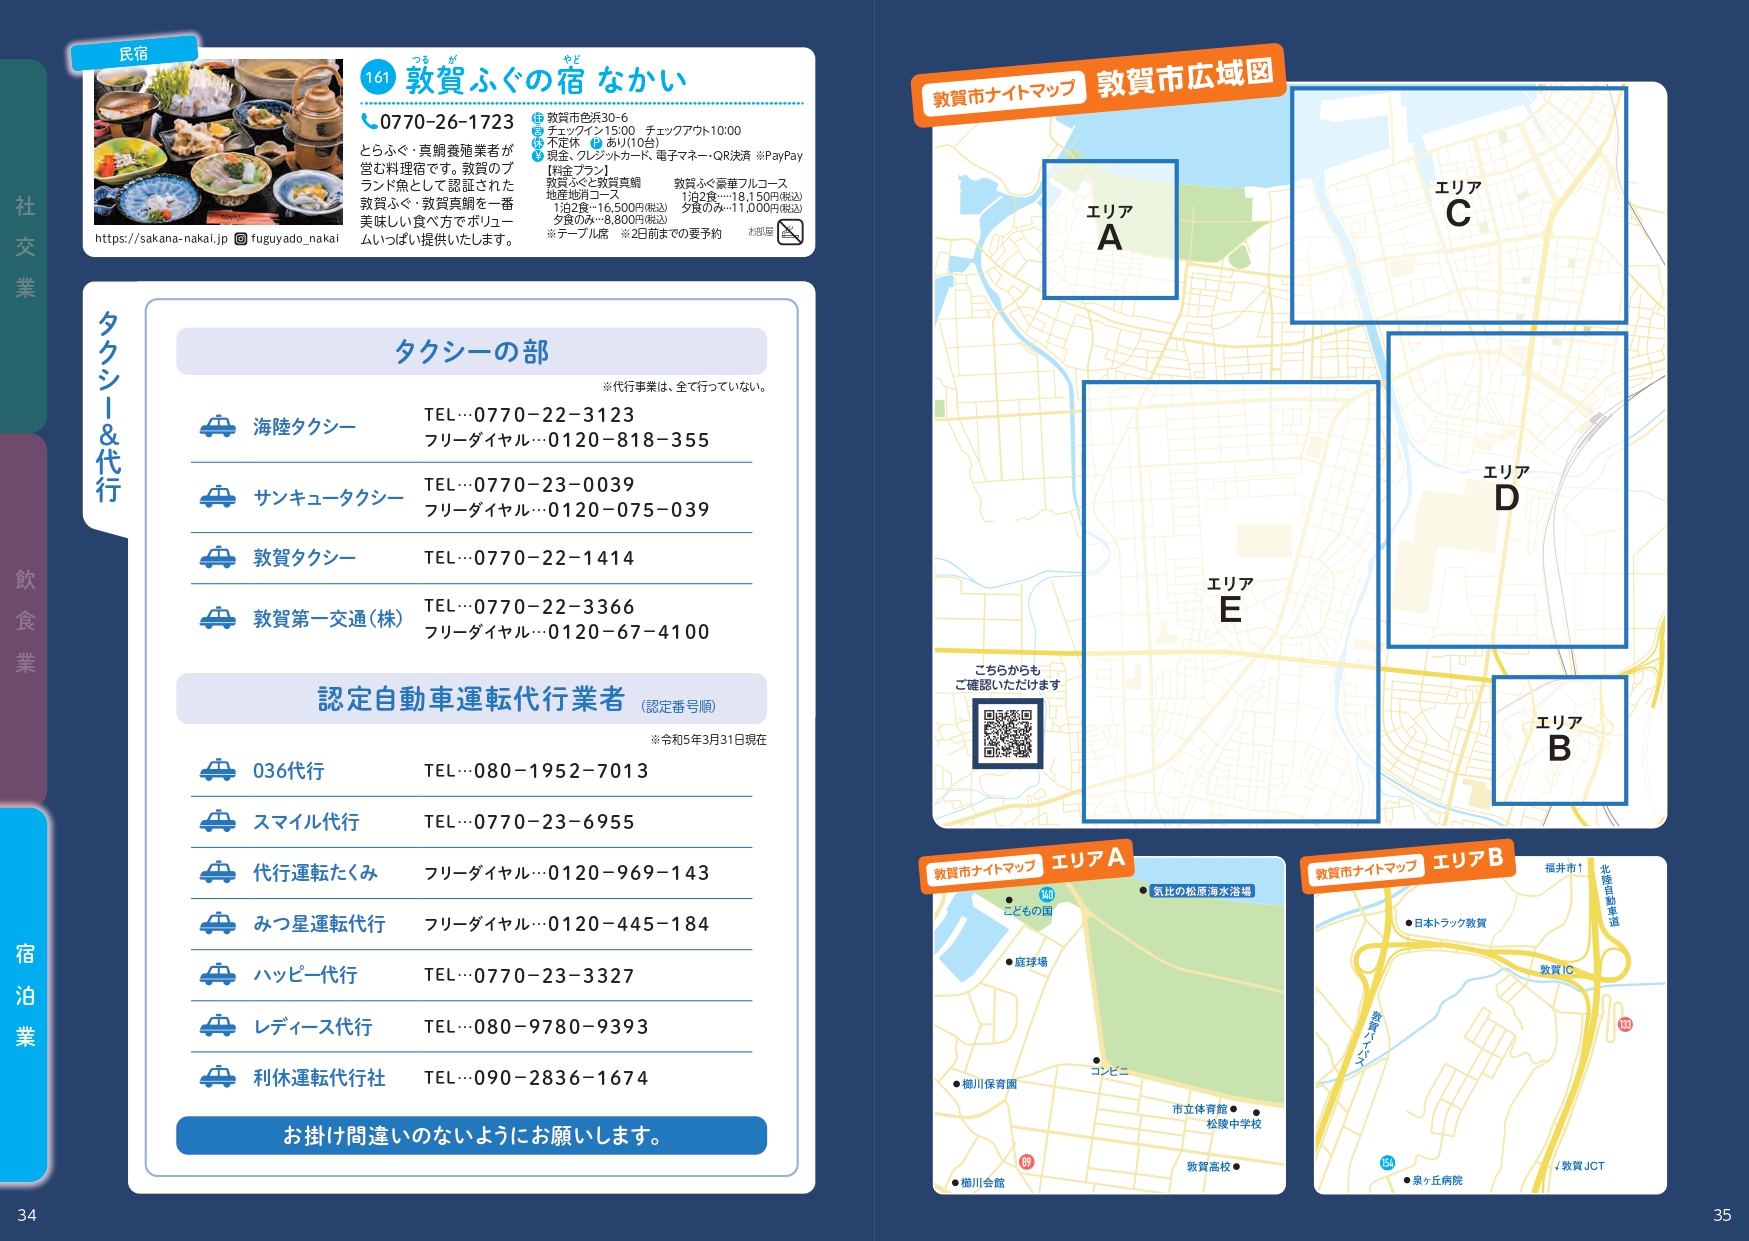 社交業
飲食業
宿泊業
民宿
161 敦賀ふぐの宿 なかい
つるが やど
0770-26-1723
とらふぐ・真鯛養殖業者が
営む料理宿です。敦賀のブ
ランド魚として認証された
敦賀ふぐ・敦賀真鯛を一番
美味しい食べ方でボリュー
ムいっぱい提供いたします。
住 敦賀市色浜30-6
営 チェックイン15:00 チェックアウト10:00
休 不定休 P あり(10台)
¥ 現金、クレジットカード、電子マネー・QR決済 ※PayPay
【料金プラン】
敦賀ふぐと敦賀真鯛
地産地消コース
1泊2食…16,500円(税込)
夕食のみ…8,800円(税込)
敦賀ふぐ豪華フルコース
1泊2食……18,150円(税込)
夕食のみ…11,000円(税込)
※テーブル席 ※2日前までの要予約
お部屋
https://sakana-nakai.jp fuguyado_nakai
タクシー&代行
タクシーの部
※代行事業は、全て行っていない。
海陸タクシー
TEL…0770-22-3123
フリーダイヤル…0120-818-355
サンキュータクシー
TEL…0770-23-0039
フリーダイヤル…0120-075-039
敦賀タクシー
TEL…0770-22-1414
敦賀第一交通(株)
TEL…0770-22-3366
フリーダイヤル…0120-67-4100
認定自動車運転代行業者 (認定番号順)
※令和5年3月31日現在
036代行 TEL…080-1952-7013
スマイル代行 TEL…0770-23-6955
代行運転たくみ フリーダイヤル…0120-969-143
みつ星運転代行 フリーダイヤル…0120-445-184
ハッピー代行 TEL…0770-23-3327
レディース代行 TEL…080-9780-9393
利休運転代行社 TEL…090-2836-1674
お掛け間違いのないようにお願いします。
34
敦賀市ナイトマップ 敦賀市広域図
エリア
A
エリア
C
エリア
D
エリア
E
エリア
B
こちらからも
ご確認いただけます
敦賀市ナイトマップ エリアA
140
こどもの国
気比の松原海水浴場
庭球場
コンビニ
櫛川保育園
市立体育館
松陵中学校
89
敦賀高校
櫛川会館
敦賀市ナイトマップ エリアB
福井市↑
北陸自動車道
日本トラック敦賀
敦賀IC
133
敦賀バイパス
154
泉ヶ丘病院
↓敦賀JCT
35